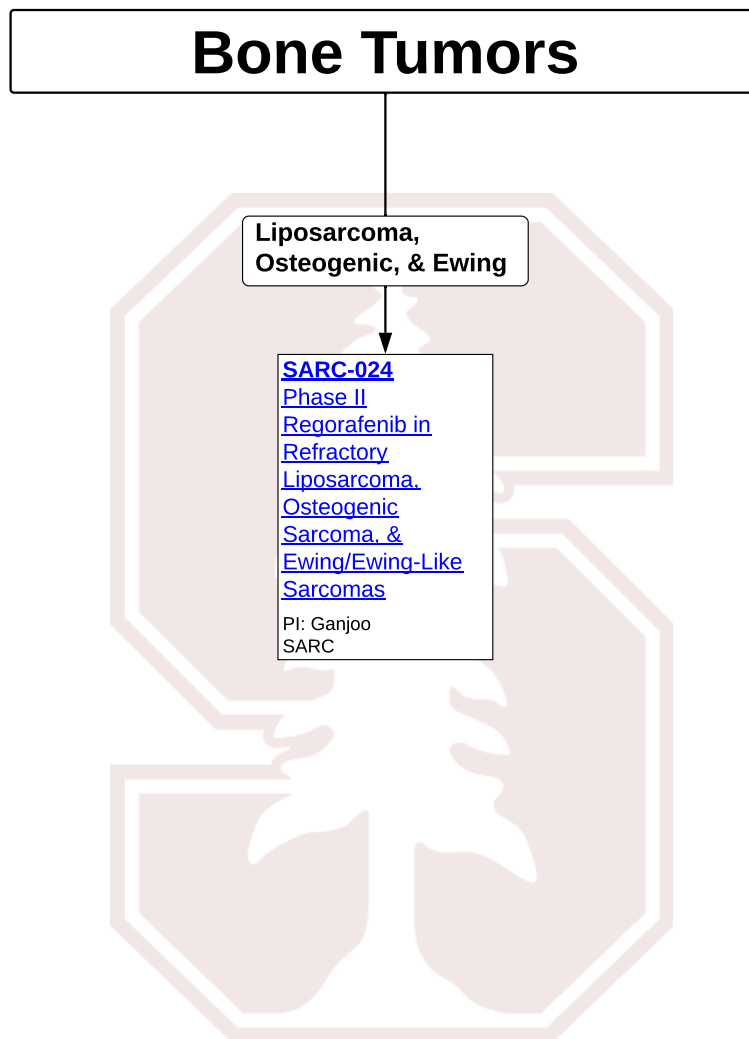 Bone Tumors
Liposarcoma,
Osteogenic, & Ewing
SARC-024
Phase II
Regorafenib in
Refractory
Liposarcoma,
Osteogenic
Sarcoma, &
Ewing/Ewing-Like
Sarcomas
PI: Ganjoo
SARC